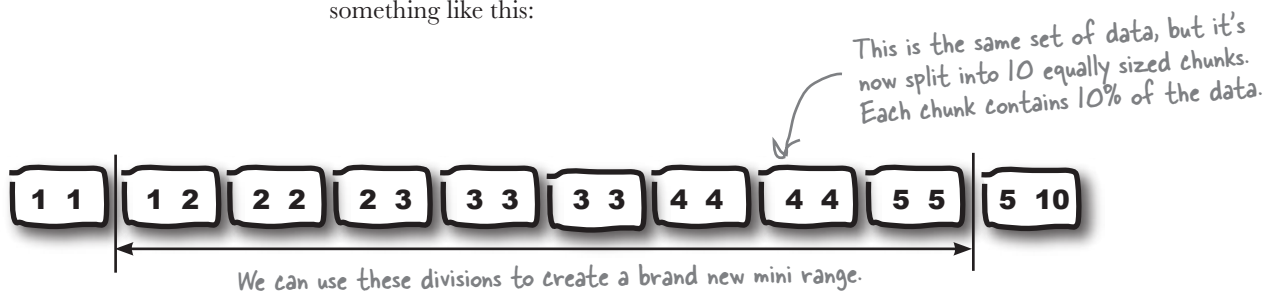 something like this:
This is the same set of data, but it's
now split into 10 equally sized chunks.
Each chunk contains 10% of the data.
1 1 1 2 2 2 2 3 3 3 3 3 4 4 4 4 5 5 5 10
We can use these divisions to create a brand new mini range.